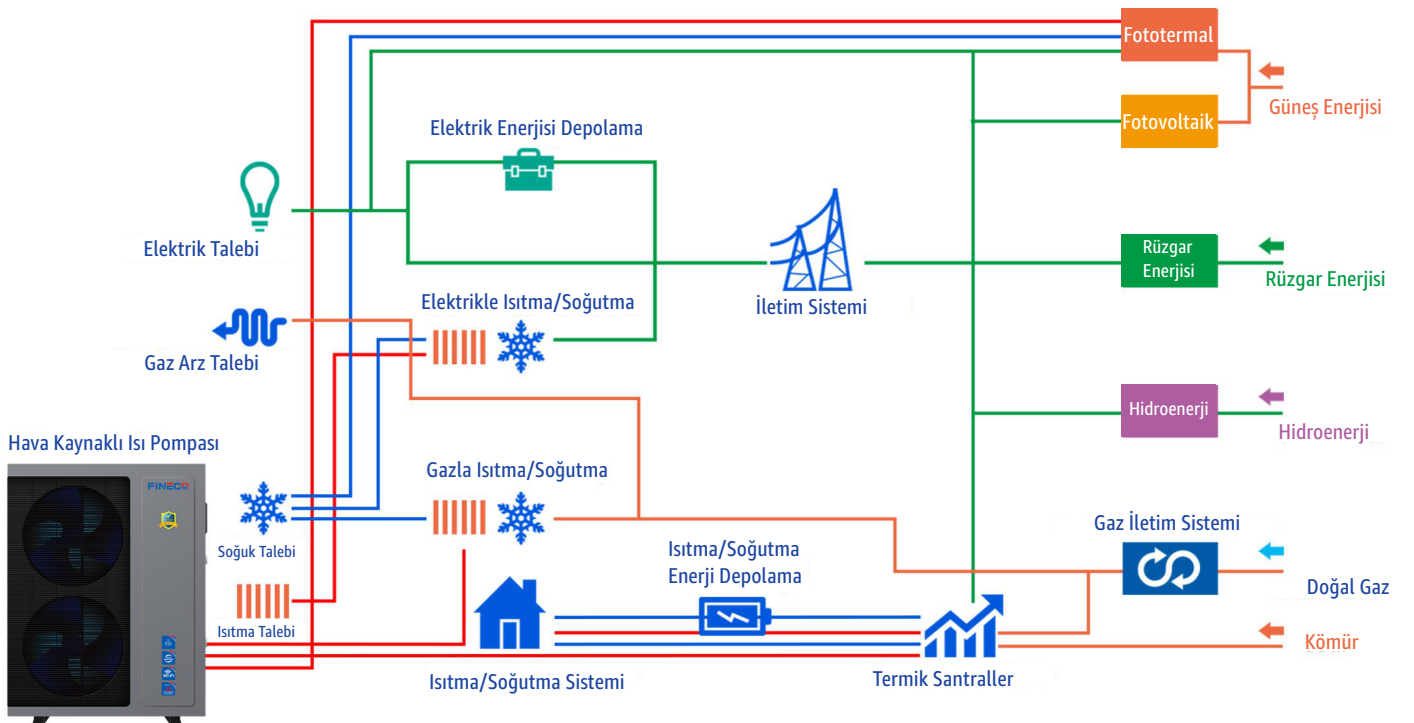 Fototermal
Güneş Enerjisi
Fotovoltaik
Elektrik Enerjisi Depolama
Elektrik Talebi
Rüzgar
Enerjisi
Rüzgar Enerjisi
Elektrikle Isıtma/Soğutma
İletim Sistemi
Gaz Arz Talebi
Hidroenerji
Hidroenerji
Hava Kaynaklı Isı Pompası
Gazla Isıtma/Soğutma
FINECO
Gaz İletim Sistemi
Soğuk Talebi
Isıtma/Soğutma
Enerji Depolama
Doğal Gaz
Isıtma Talebi
Kömür
Isıtma/Soğutma Sistemi
Termik Santraller